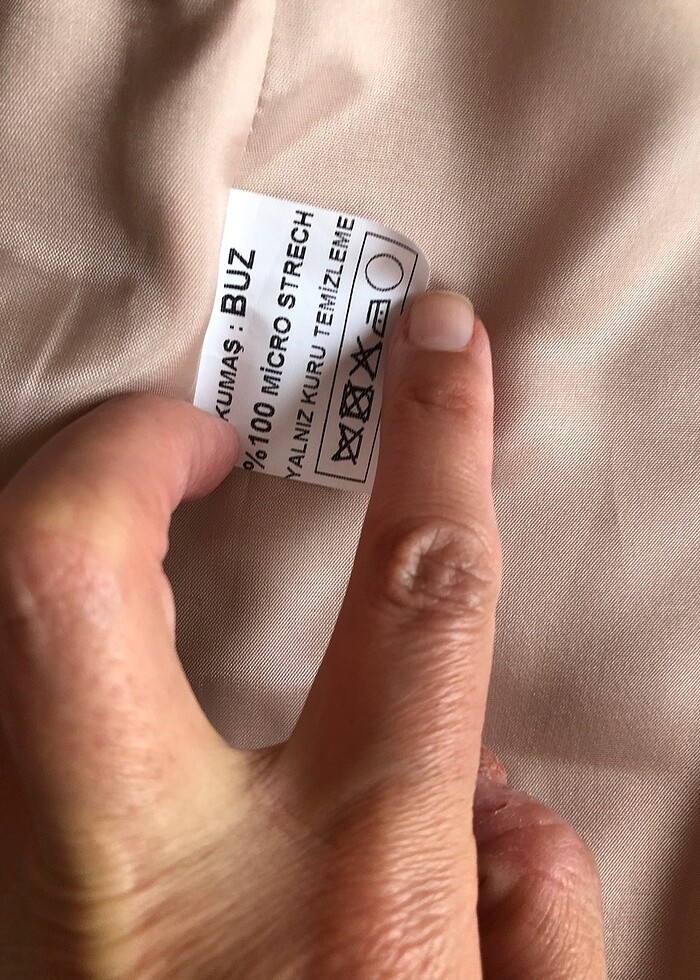 KUMAŞ : BUZ
%100 MİCRO STRECH
YALNIZ KURU TEMİZLEME